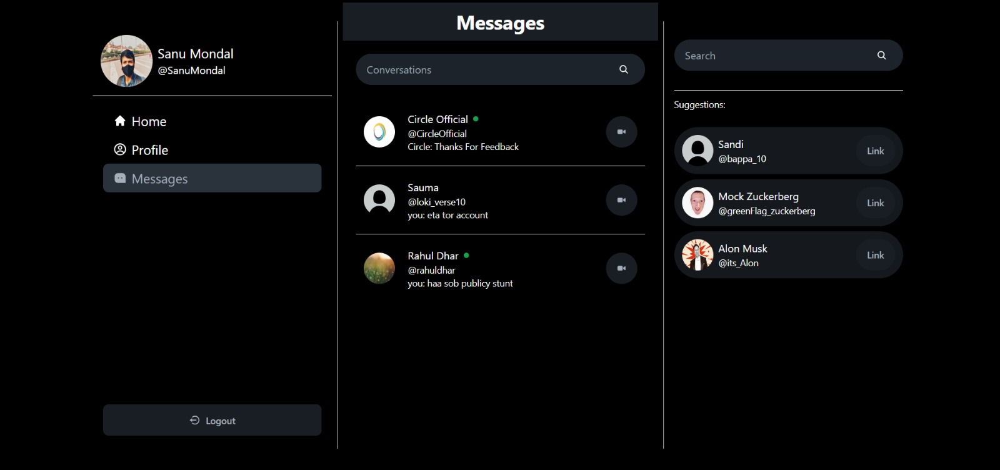 Sanu Mondal
@SanuMondal
Home
Profile
Messages
Logout
Messages
Conversations
Circle Official
@CircleOfficial
Circle: Thanks For Feedback
Sauma
@loki_verse10
you: eta tor account
Rahul Dhar
@rahuldhar
you: haa sob publicy stunt
Search
Suggestions:
Sandi
@bappa_10
Link
Mock Zuckerberg
@greenFlag_zuckerberg
Link
Alon Musk
@its_Alon
Link